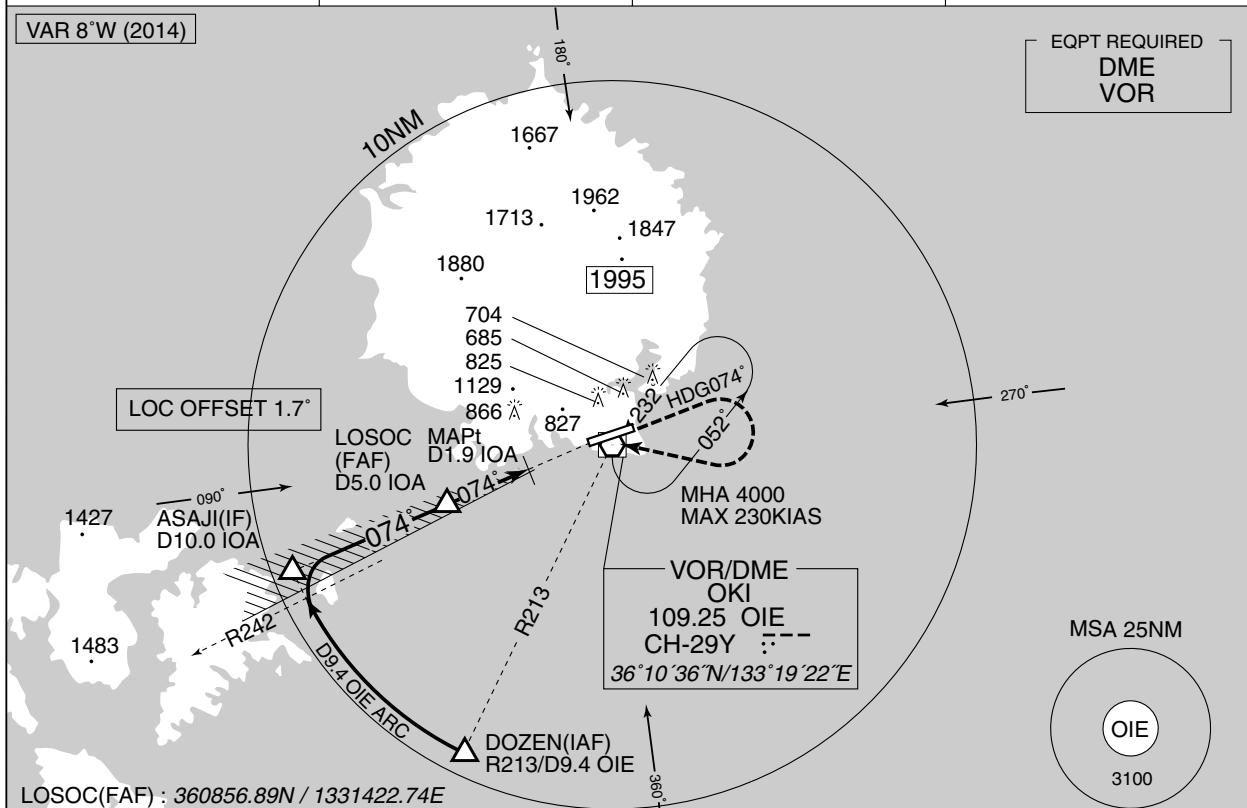 VAR 8˚W (2014)
180˚
EQPT REQUIRED
DME
VOR
10NM
1667
1962
1713
1847
1880
1995
704
685
825
1129
866
827
232˚
HDG074˚
052˚
270˚
LOC OFFSET 1.7˚
LOSOC
(FAF)
D5.0 IOA
MAPt
D1.9 IOA
074˚
074˚
MHA 4000
MAX 230KIAS
090˚
ASAJI(IF)
D10.0 IOA
1427
1483
R242
R213
D9.4 OIE ARC
VOR/DME
OKI
109.25 OIE
CH-29Y
36˚10´36˝N/133˚19´22˝E
MSA 25NM
OIE
3100
DOZEN(IAF)
R213/D9.4 OIE
360˚
LOSOC(FAF) : 360856.89N / 1331422.74E